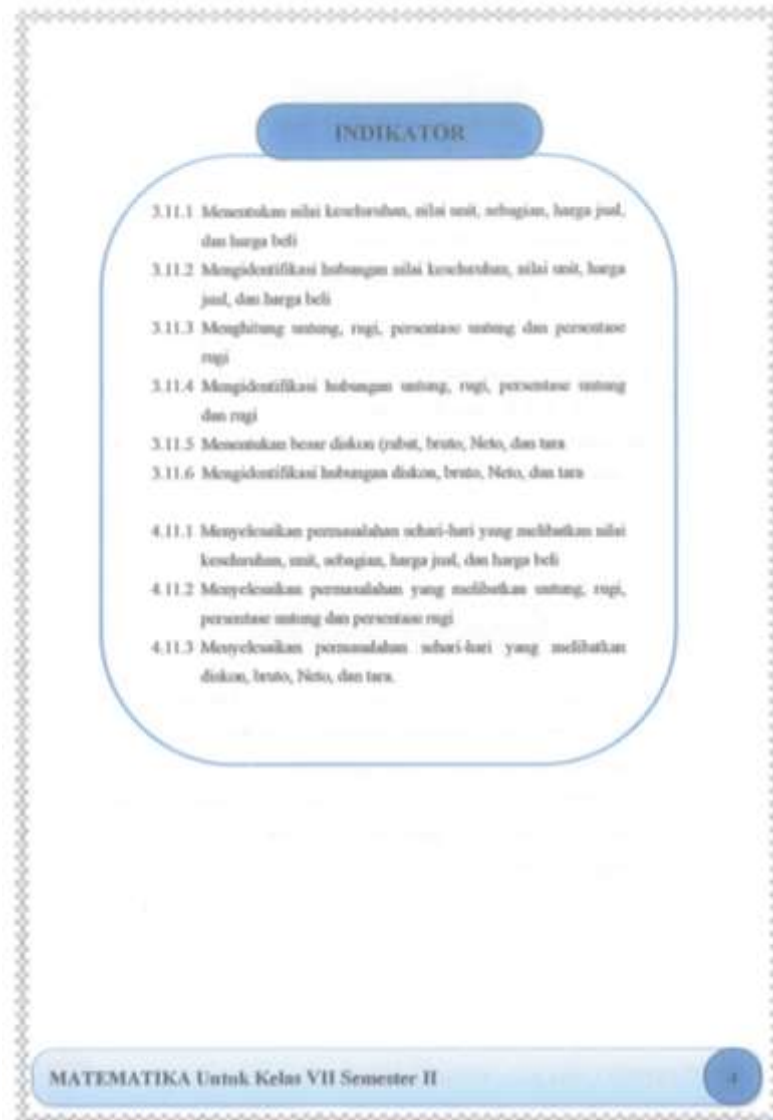 INDIKATOR
3.11.1 Menentukan nilai keseluruhan, nilai unit, sebagian, harga jual,
dan harga beli
3.11.2 Mengidentifikasi hubungan nilai keseluruhan, nilai unit, harga
jual, dan harga beli
3.11.3 Menghitung untung, rugi, persentase untung dan persentase
rugi
3.11.4 Mengidentifikasi hubungan untung, rugi, persentase untung
dan rugi
3.11.5 Menentukan besar diskon (rabat, bruto, Neto, dan tara
3.11.6 Mengidentifikasi hubungan diskon, bruto, Neto, dan tara
4.11.1 Menyelesaikan permasalahan sehari-hari yang melibatkan nilai
keseluruhan, unit, sebagian, harga jual, dan harga beli
4.11.2 Menyelesaikan permasalahan yang melibatkan untung, rugi,
persentase untung dan persentase rugi
4.11.3 Menyelesaikan permasalahan sehari-hari yang melibatkan
diskon, bruto, Neto, dan tara.
MATEMATIKA Untuk Kelas VII Semester II